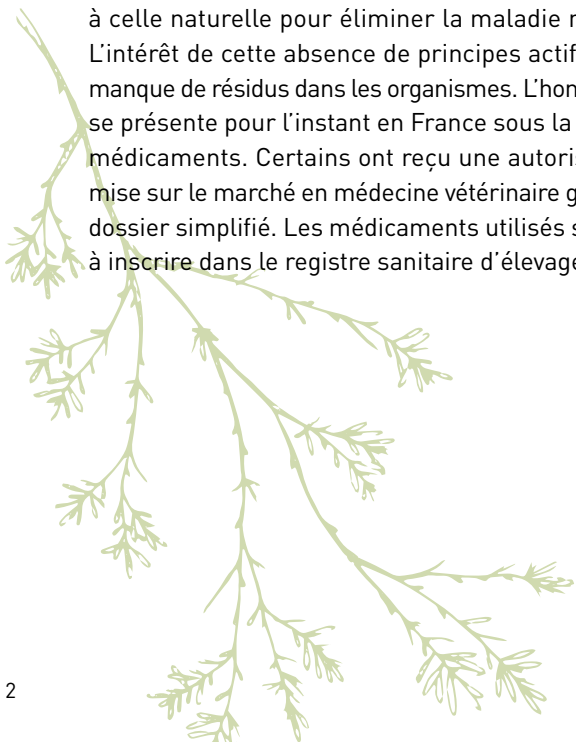 à celle naturelle pour éliminer la maladie
L'intérêt de cette absence de principes actif
manque de résidus dans les organismes. L'hon
se présente pour l'instant en France sous la
médicaments. Certains ont reçu une autoris
mise sur le marché en médecine vétérinaire g
dossier simplifié. Les médicaments utilisés s
à inscrire dans le registre sanitaire d'élevage
2